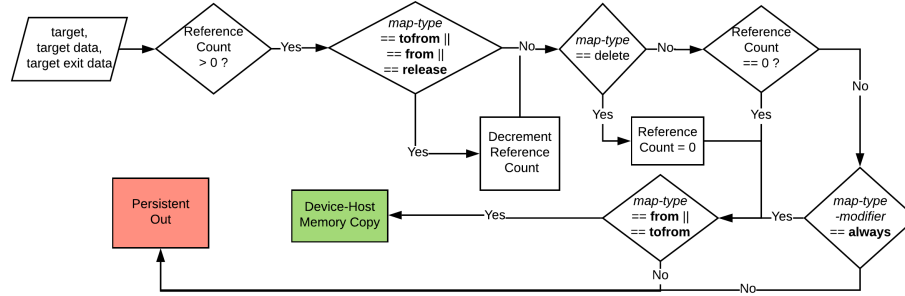 target,
target data,
target exit data
Reference
Count
> 0 ?
Yes
map-type
== tofrom ||
== from ||
== release
No
map-type
== delete
No
Reference
Count
== 0 ?
No
Yes
Decrement
Reference
Count
Yes
Reference
Count = 0
Yes
Persistent
Out
Device-Host
Memory Copy
Yes
map-type
== from ||
== tofrom
Yes
map-type
-modifier
== always
No
No